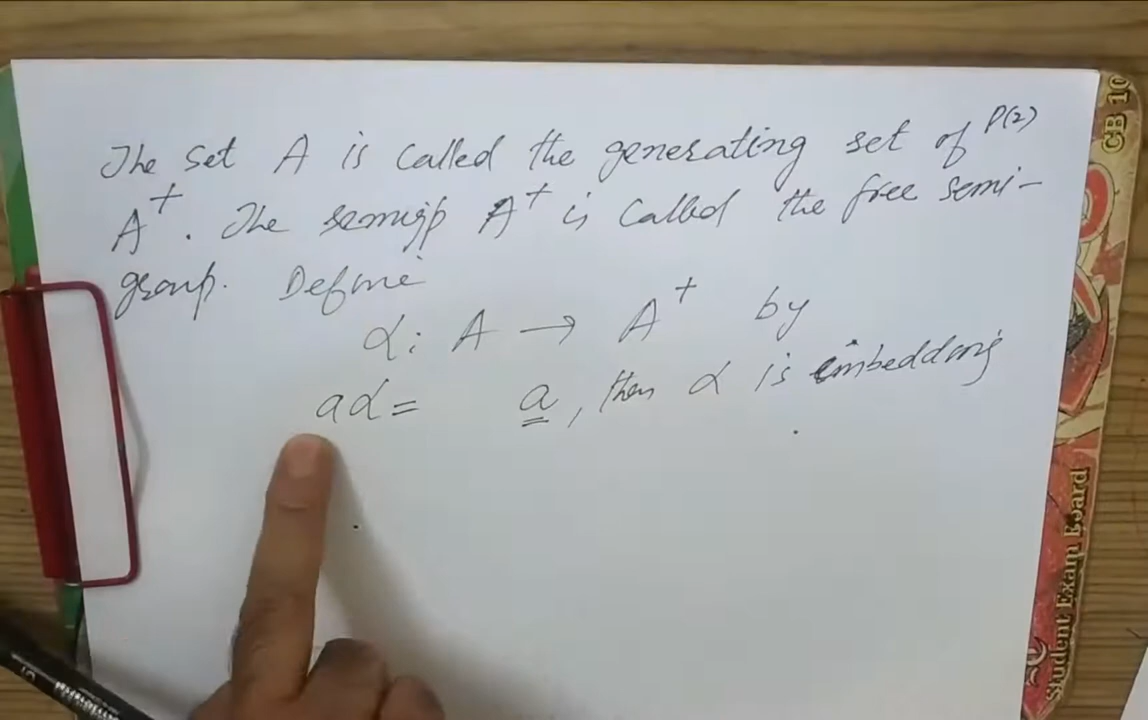 P(2)
The set A is called the generating set of
A⁺. The semigp A⁺ is called the free semi-
group. Define
α: A → A⁺ by
aα = a, then α is embedding.
CB 10
Student Exam Board